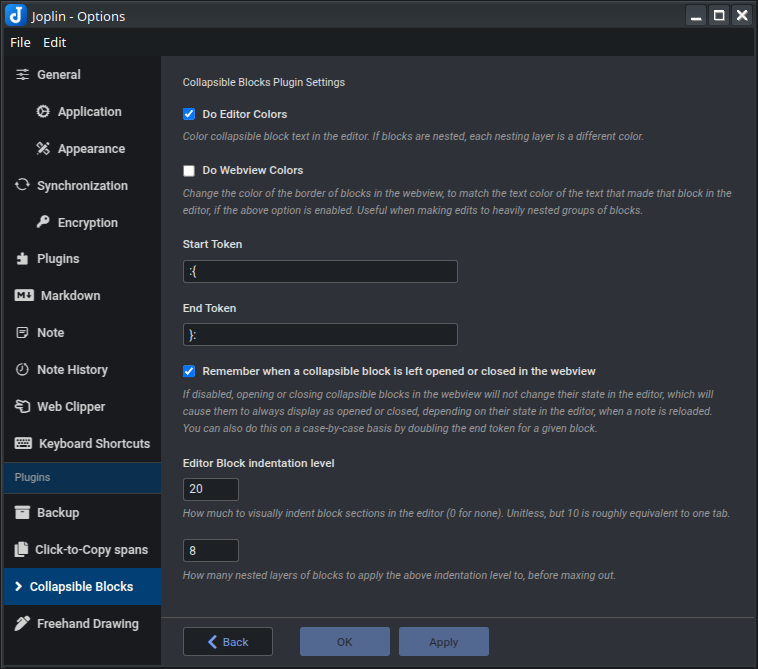 Joplin - Options
File Edit
General
Application
Appearance
Synchronization
Encryption
Plugins
Markdown
Note
Note History
Web Clipper
Keyboard Shortcuts
Plugins
Backup
Click-to-Copy spans
Collapsible Blocks
Freehand Drawing
Collapsible Blocks Plugin Settings
Do Editor Colors
Color collapsible block text in the editor. If blocks are nested, each nesting layer is a different color.
Do Webview Colors
Change the color of the border of blocks in the webview, to match the text color of the text that made that block in the
editor, if the above option is enabled. Useful when making edits to heavily nested groups of blocks.
Start Token
:{
End Token
}:
Remember when a collapsible block is left opened or closed in the webview
If disabled, opening or closing collapsible blocks in the webview will not change their state in the editor, which will
cause them to always display as opened or closed, depending on their state in the editor, when a note is reloaded.
You can also do this on a case-by-case basis by doubling the end token for a given block.
Editor Block indentation level
20
How much to visually indent block sections in the editor (0 for none). Unitless, but 10 is roughly equivalent to one tab.
8
How many nested layers of blocks to apply the above indentation level to, before maxing out.
Back
OK
Apply